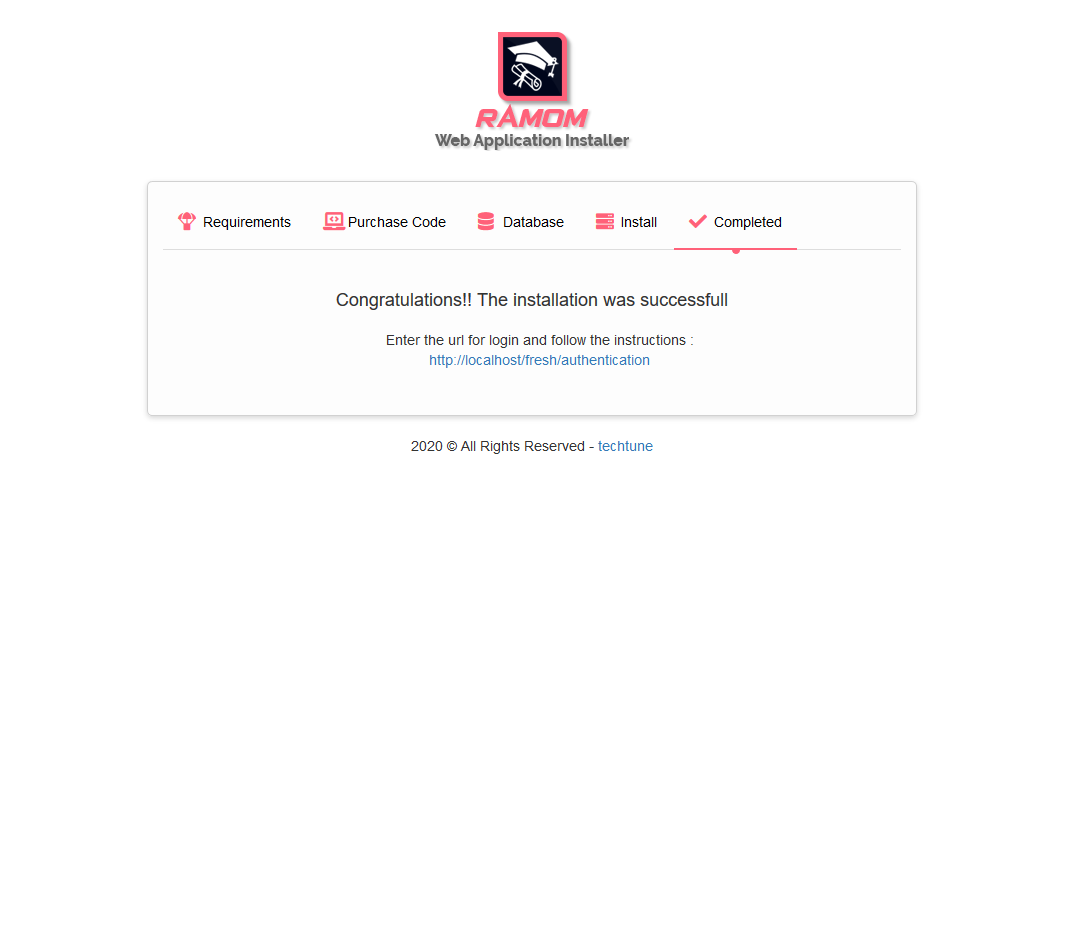 RAMOM
Web Application Installer
Requirements Purchase Code Database Install Completed
Congratulations!! The installation was successfull
Enter the url for login and follow the instructions :
http://localhost/fresh/authentication
2020 © All Rights Reserved - techtune